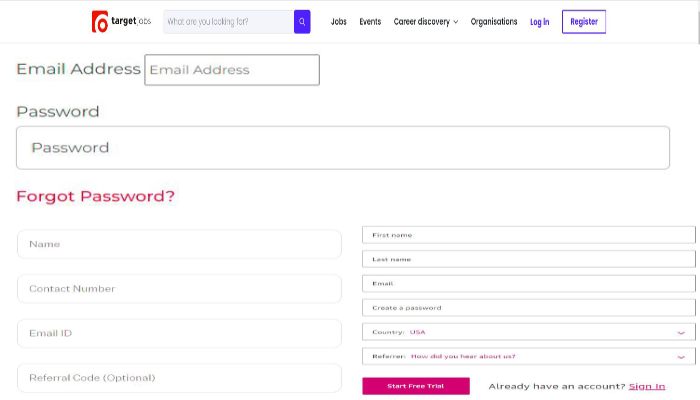 targetjobs What are you looking for? Jobs Events Career discovery Organisations Log in Register
Email Address Email Address
Password
Password
Forgot Password?
Name
Contact Number
Email ID
Referral Code (Optional)
First name
Last name
Email
Create a password
Country: USA
Referrer: How did you hear about us?
Start Free Trial Already have an account? Sign In